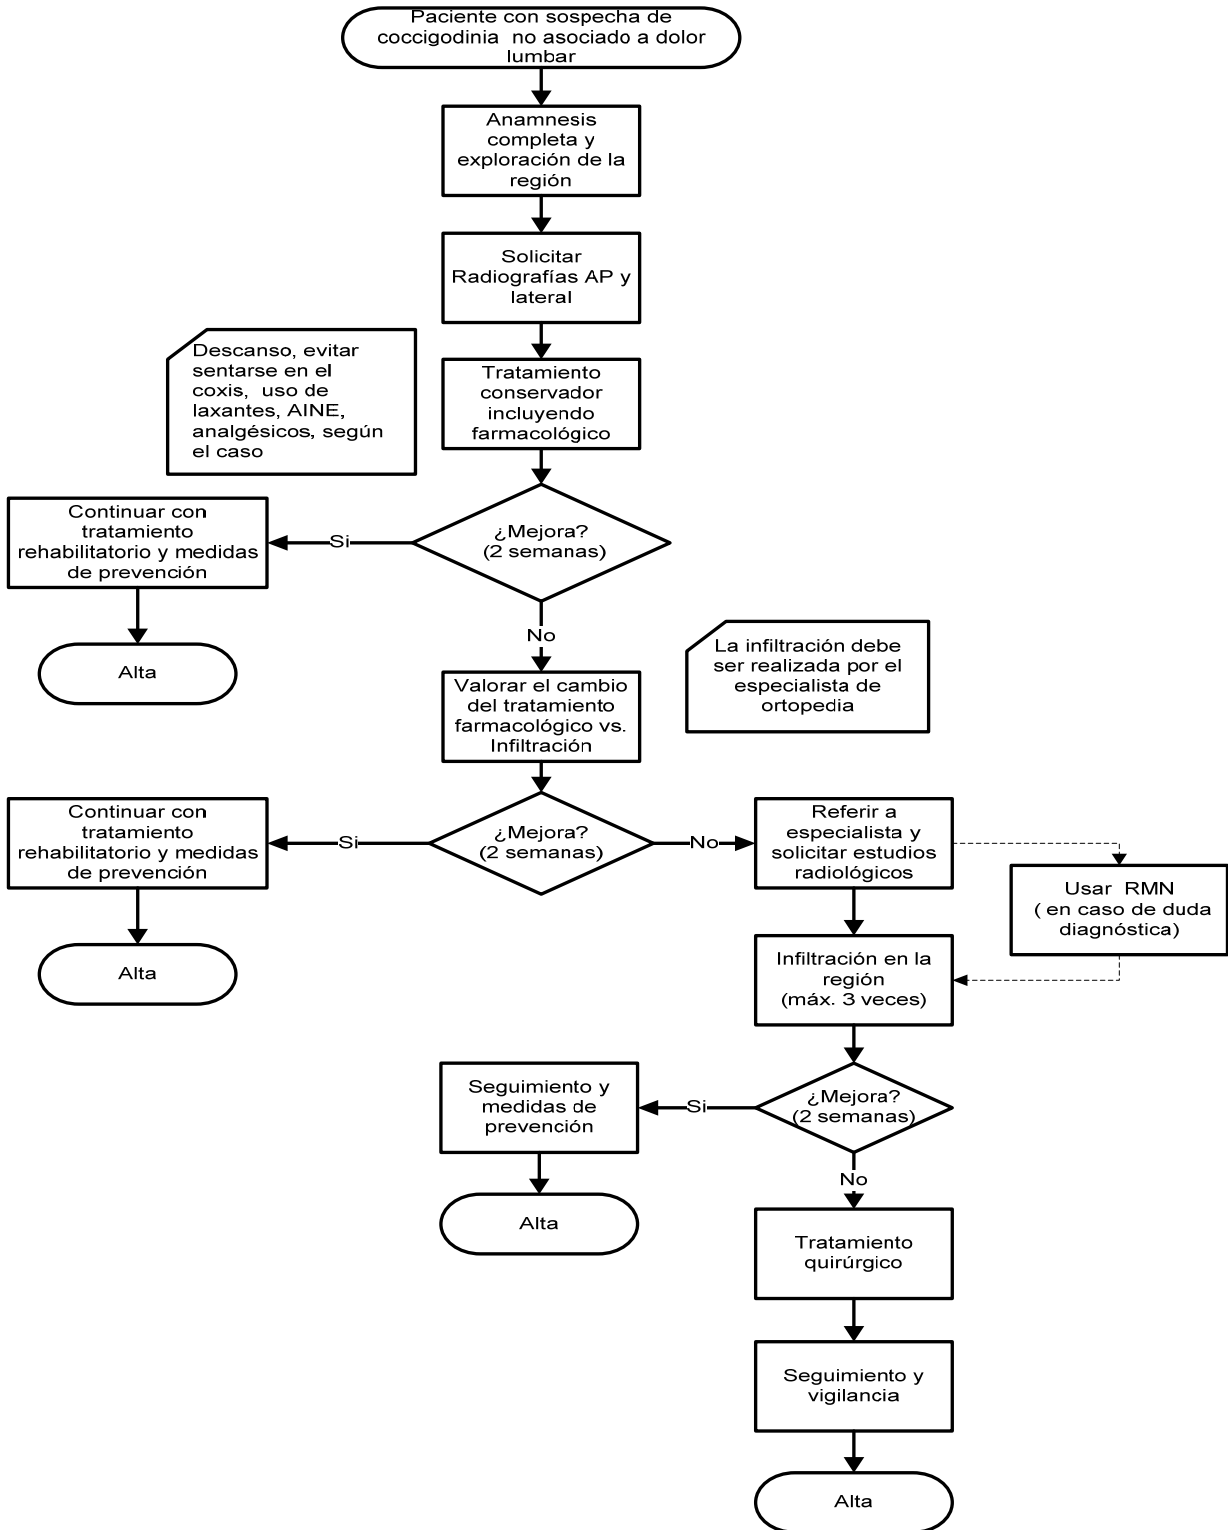 Paciente con sospecha de
coccigodinia  no asociado a dolor
lumbar
Anamnesis
completa y
exploración de la
región
Solicitar
Radiografías AP y
lateral
Descanso, evitar
sentarse en el
coxis,  uso de
laxantes, AINE,
analgésicos, según
el caso
Tratamiento
conservador
incluyendo
farmacológico
¿Mejora?
(2 semanas)
Si
Continuar con
tratamiento
rehabilitatorio y medidas
de prevención
Alta
No
La infiltración debe
ser realizada por el
especialista de
ortopedia
Valorar el cambio
del tratamiento
farmacológico vs.
Infiltración
¿Mejora?
(2 semanas)
Si
Continuar con
tratamiento
rehabilitatorio y medidas
de prevención
Alta
No
Referir a
especialista y
solicitar estudios
radiológicos
Usar  RMN
( en caso de duda
diagnóstica)
Infiltración en la
región
(máx. 3 veces)
¿Mejora?
(2 semanas)
Si
Seguimiento y
medidas de
prevención
Alta
No
Tratamiento
quirúrgico
Seguimiento y
vigilancia
Alta